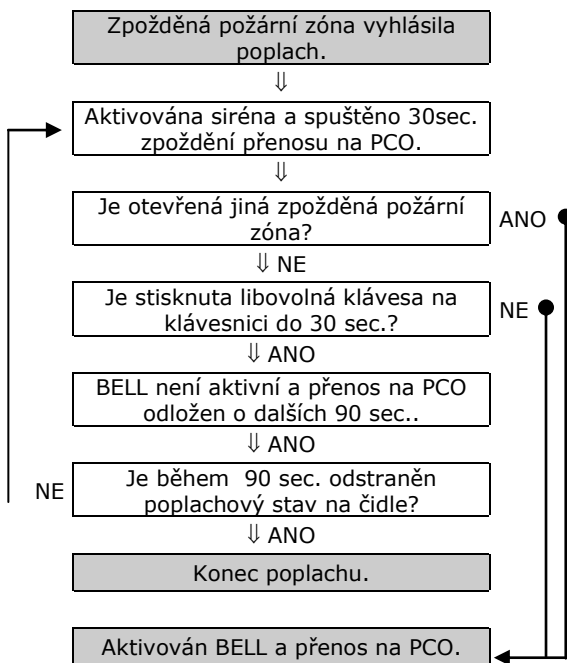 Zpožděná požární zóna vyhlásila
poplach.
⇓
Aktivována siréna a spuštěno 30sec.
zpoždění přenosu na PCO.
⇓
Je otevřená jiná zpožděná požární
zóna?
ANO
⇓ NE
Je stisknuta libovolná klávesa na
klávesnici do 30 sec.?
NE
⇓ ANO
BELL není aktivní a přenos na PCO
odložen o dalších 90 sec..
⇓ ANO
NE
Je během 90 sec. odstraněn
poplachový stav na čidle?
⇓ ANO
Konec poplachu.
Aktivován BELL a přenos na PCO.